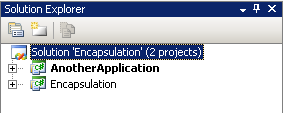 Solution Explorer
Solution 'Encapsulation' (2 projects)
AnotherApplication
Encapsulation